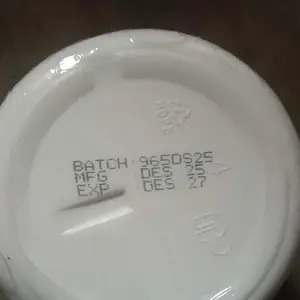 BATCH 965DS25
MFG DES 25
EXP DES 27